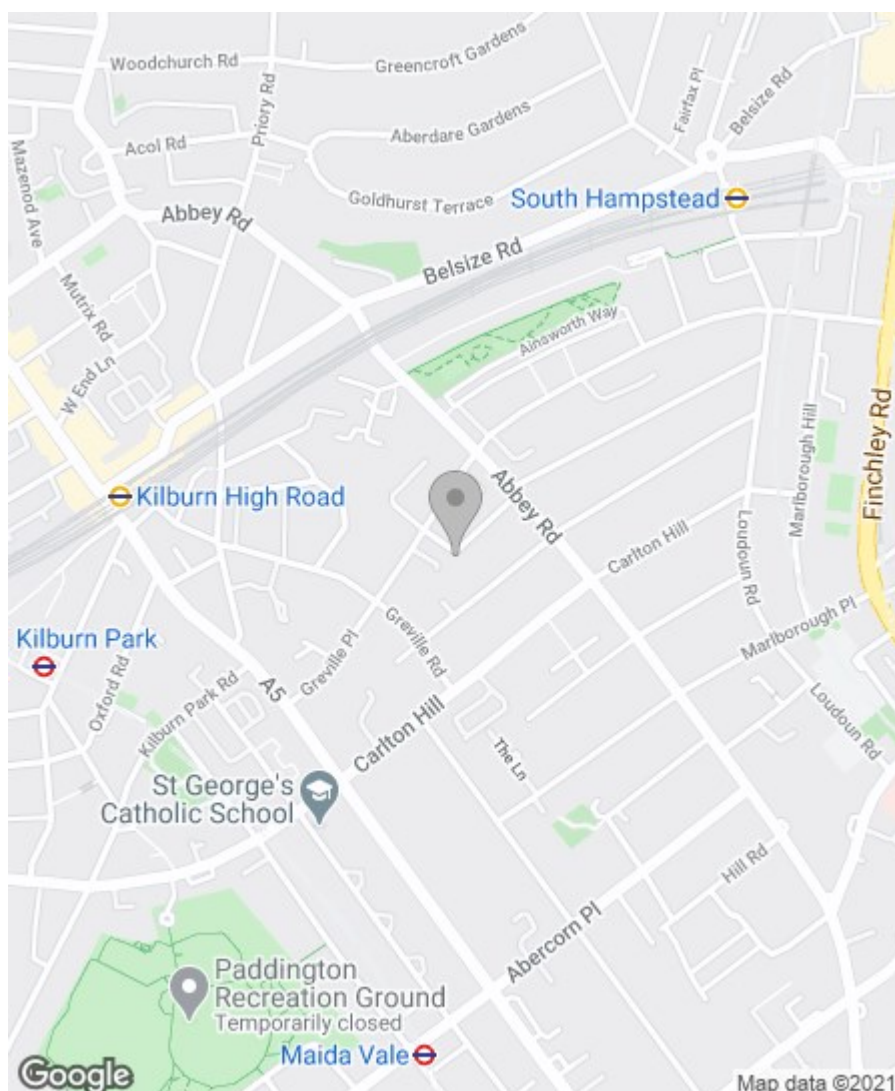 Woodchurch Rd
Greencroft Gardens
Fairfax Pl
Belsize Rd
Priory Rd
Aberdare Gardens
Acol Rd
Mazenod Ave
Goldhurst Terrace
South Hampstead
Abbey Rd
Belsize Rd
Mutrix Rd
Ainsworth Way
W End Ln
Marlborough Hill
Finchley Rd
Kilburn High Road
Abbey Rd
Loudoun Rd
Carlton Hill
Kilburn Park
Greville Pl
Greville Rd
Marlborough Pl
Oxford Rd
Kilburn Park Rd
A5
Loudoun Rd
Carlton Hill
The Ln
St George's
Catholic School
Hill Rd
Abercorn Pl
Paddington
Recreation Ground
Temporarily closed
Maida Vale
Google
Map data ©2021